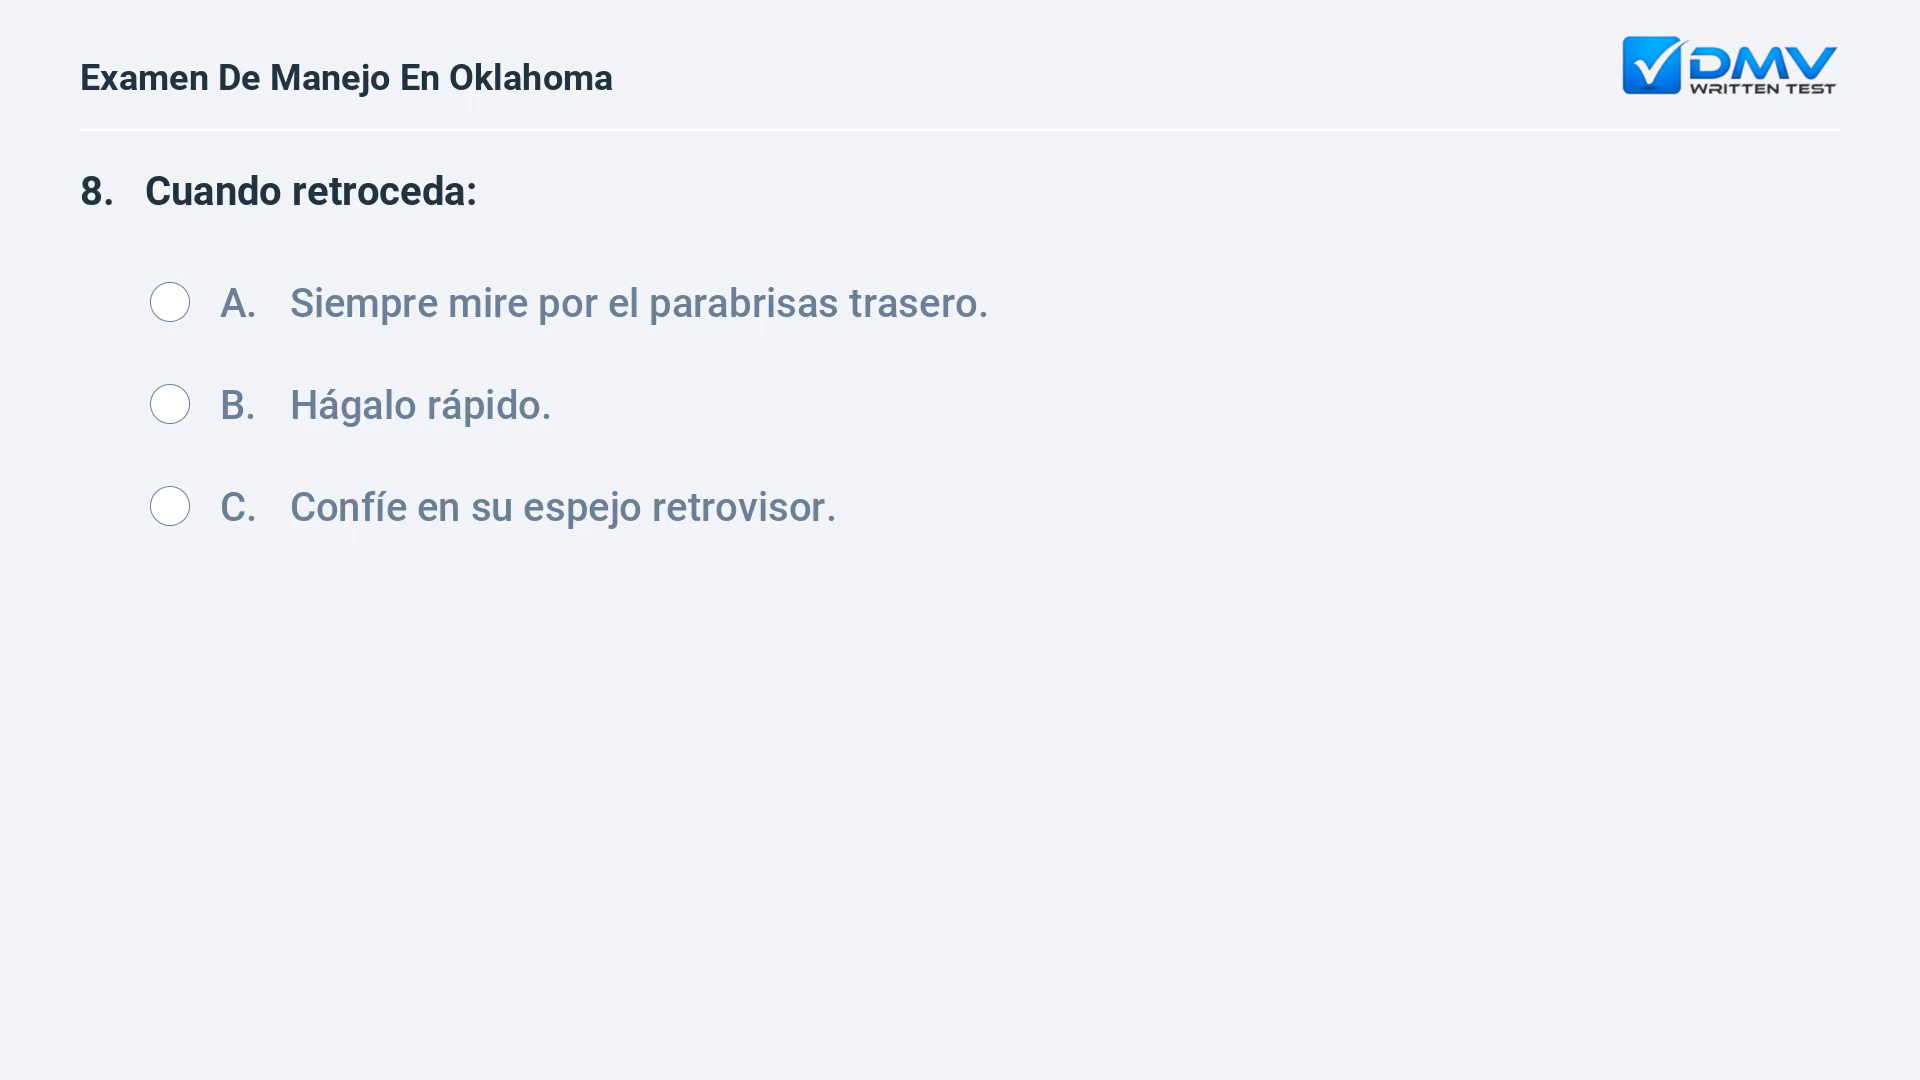 Examen De Manejo En Oklahoma
DMV
WRITTEN TEST
8. Cuando retroceda:
A. Siempre mire por el parabrisas trasero.
B. Hágalo rápido.
C. Confíe en su espejo retrovisor.